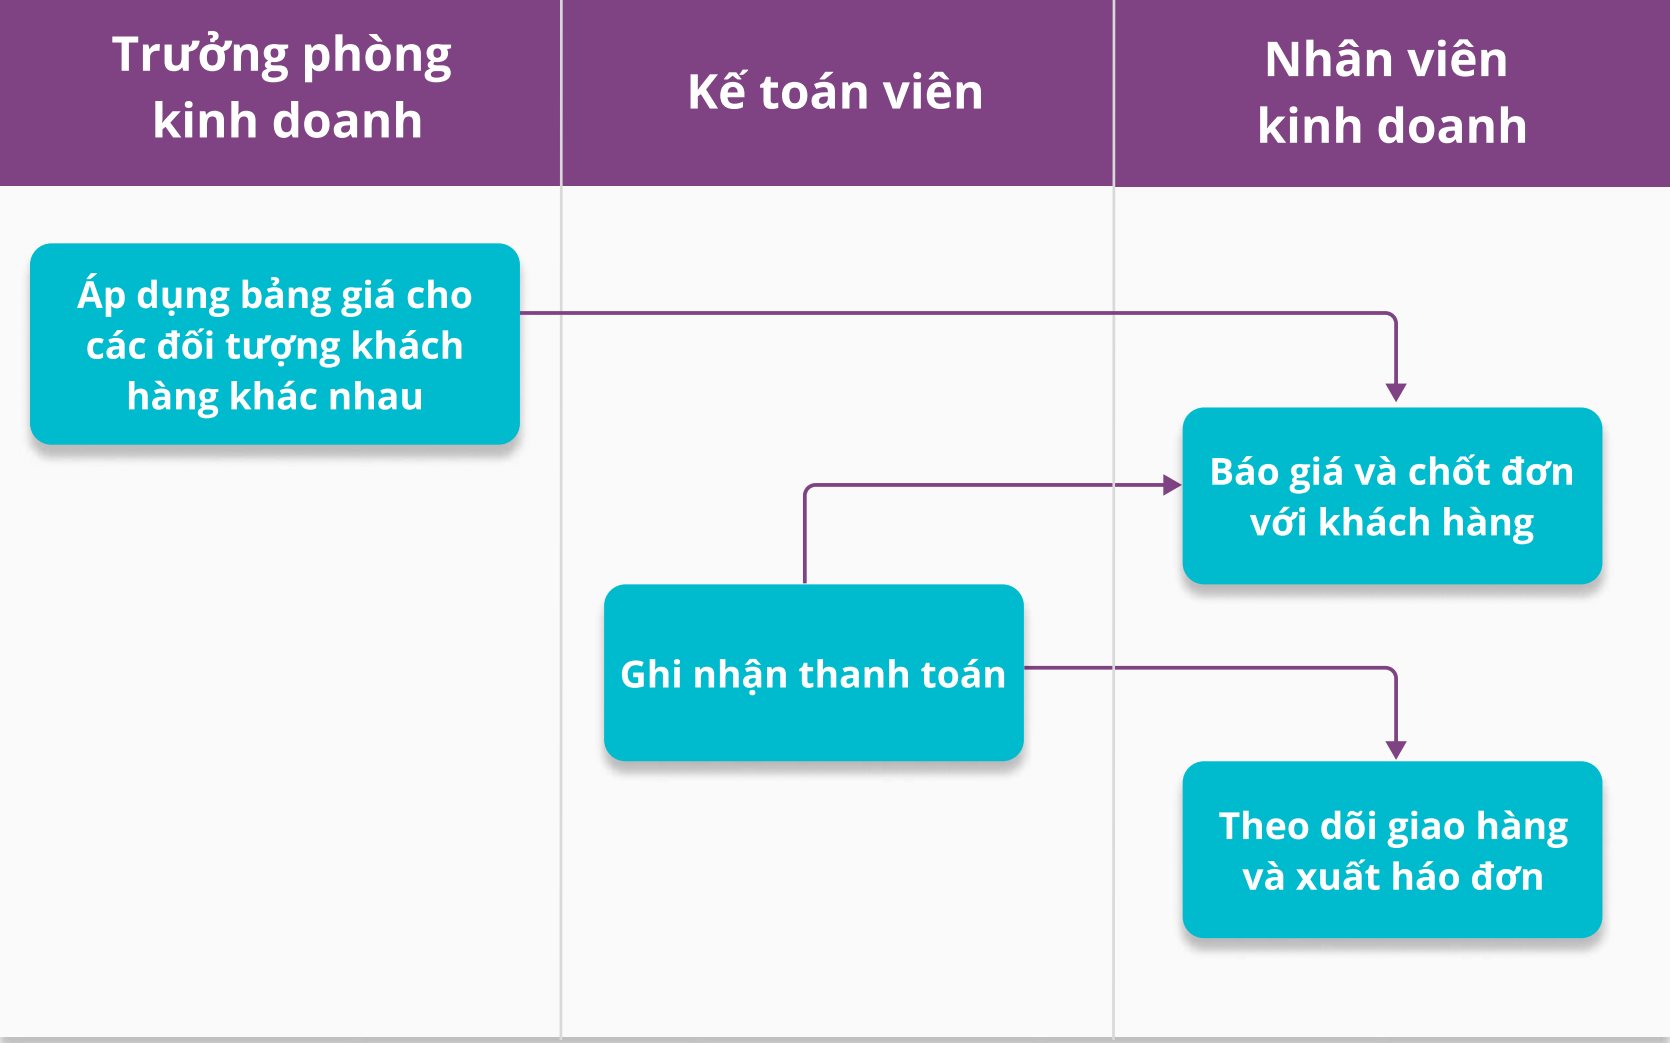 Trưởng phòng
kinh doanh
Kế toán viên
Nhân viên
kinh doanh
Áp dụng bảng giá cho
các đối tượng khách
hàng khác nhau
Báo giá và chốt đơn
với khách hàng
Ghi nhận thanh toán
Theo dõi giao hàng
và xuất háo đơn